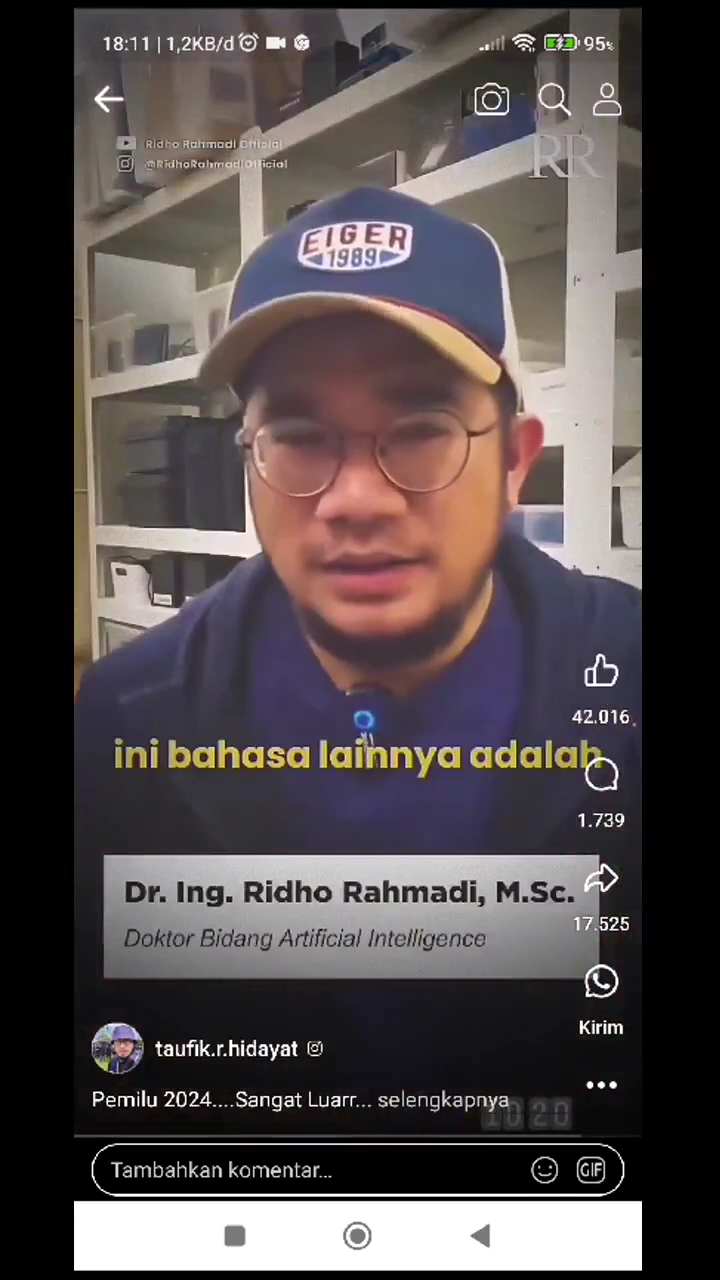 18:11 | 1,2KB/d
95%
Ridho Rahmadi Official
@RidhoRahmadiOfficial
RR
EIGER
1989
42.016
ini bahasa lainnya adalah
1.739
Dr. Ing. Ridho Rahmadi, M.Sc.
Doktor Bidang Artificial Intelligence
17.525
Kirim
taufik.r.hidayat
Pemilu 2024....Sangat Luarr... selengkapnya
10 20
Tambahkan komentar...
GIF